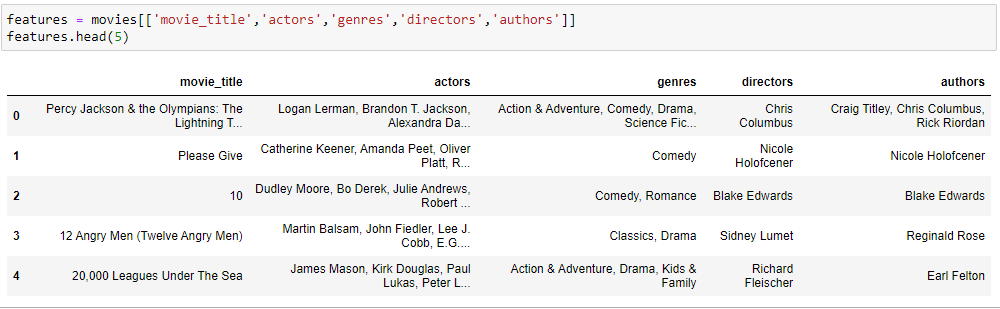 features = movies[['movie_title','actors','genres','directors','authors']]
features.head(5)
movie_title actors genres directors authors
0 Percy Jackson & the Olympians: The Lightning T... Logan Lerman, Brandon T. Jackson, Alexandra Da... Action & Adventure, Comedy, Drama, Science Fic... Chris Columbus Craig Titley, Chris Columbus, Rick Riordan
1 Please Give Catherine Keener, Amanda Peet, Oliver Platt, R... Comedy Nicole Holofcener Nicole Holofcener
2 10 Dudley Moore, Bo Derek, Julie Andrews, Robert ... Comedy, Romance Blake Edwards Blake Edwards
3 12 Angry Men (Twelve Angry Men) Martin Balsam, John Fiedler, Lee J. Cobb, E.G.... Classics, Drama Sidney Lumet Reginald Rose
4 20,000 Leagues Under The Sea James Mason, Kirk Douglas, Paul Lukas, Peter L... Action & Adventure, Drama, Kids & Family Richard Fleischer Earl Felton